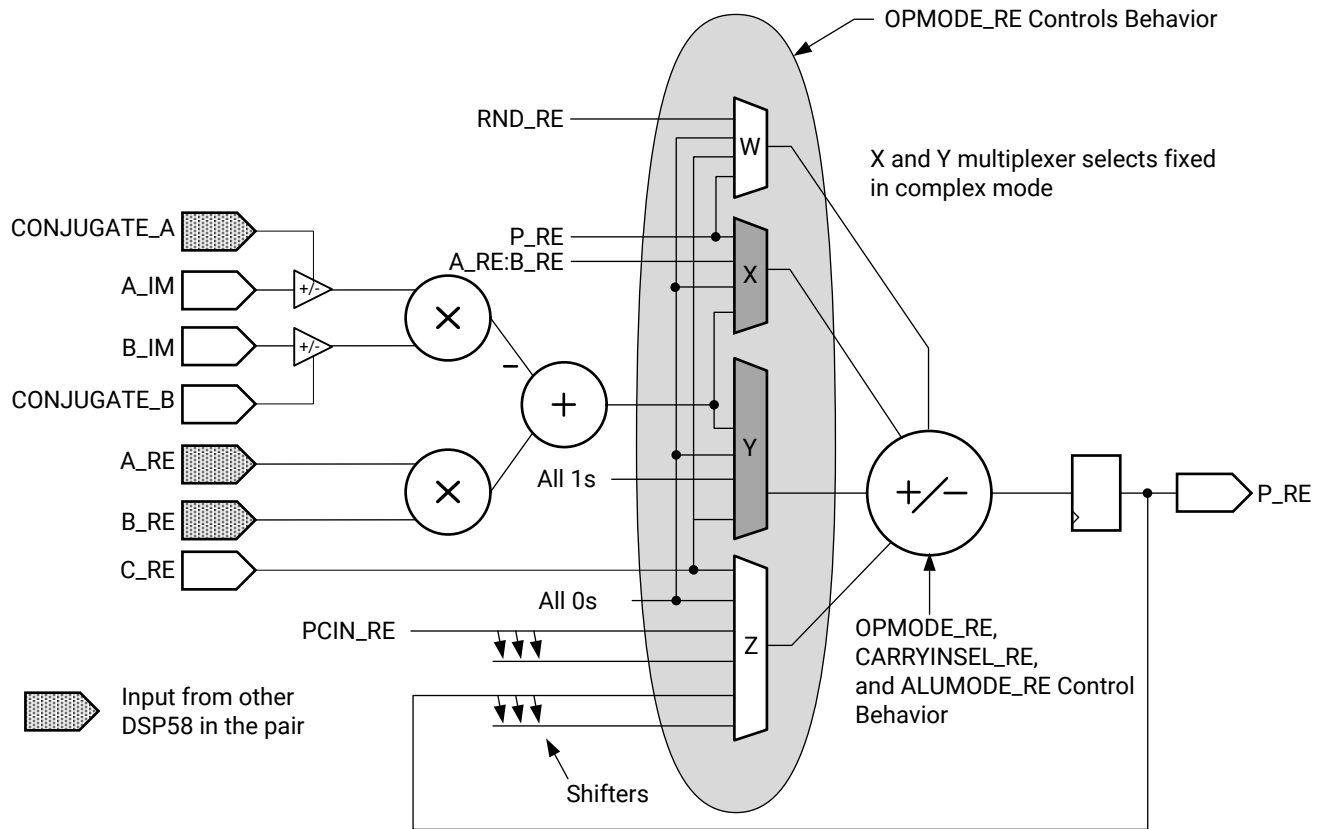 OPMODE_RE Controls Behavior
RND_RE
W
X and Y multiplexer selects fixed
in complex mode
CONJUGATE_A
P_RE
A_RE:B_RE
X
A_IM
+/-
×
B_IM
+/-
−
CONJUGATE_B
+
Y
A_RE
All 1s
×
+/−
B_RE
P_RE
C_RE
All 0s
PCIN_RE
Z
OPMODE_RE,
CARRYINSEL_RE,
and ALUMODE_RE Control
Behavior
Input from other
DSP58 in the pair
Shifters